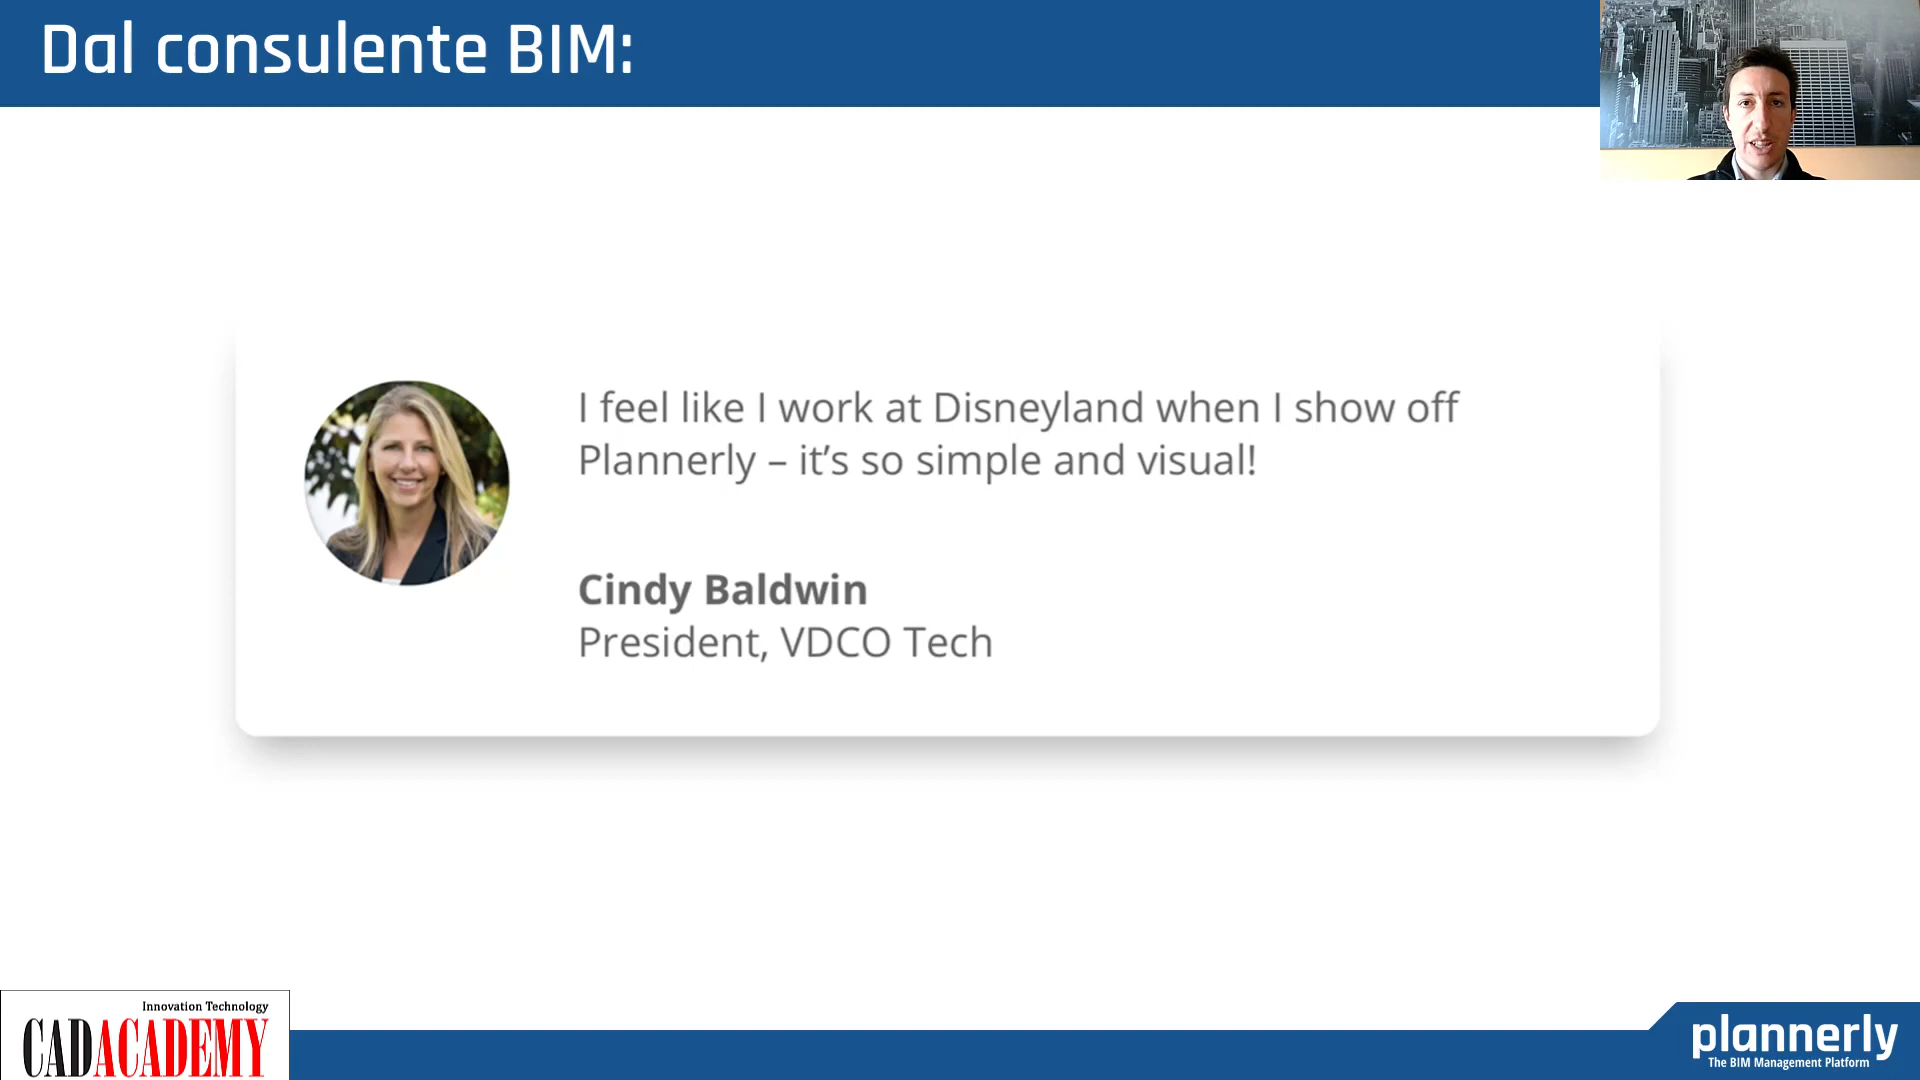 Dal consulente BIM:
I feel like I work at Disneyland when I show off
Plannerly – it’s so simple and visual!
Cindy Baldwin
President, VDCO Tech
Innovation Technology
CADACADEMY
plannerly
The BIM Management Platform